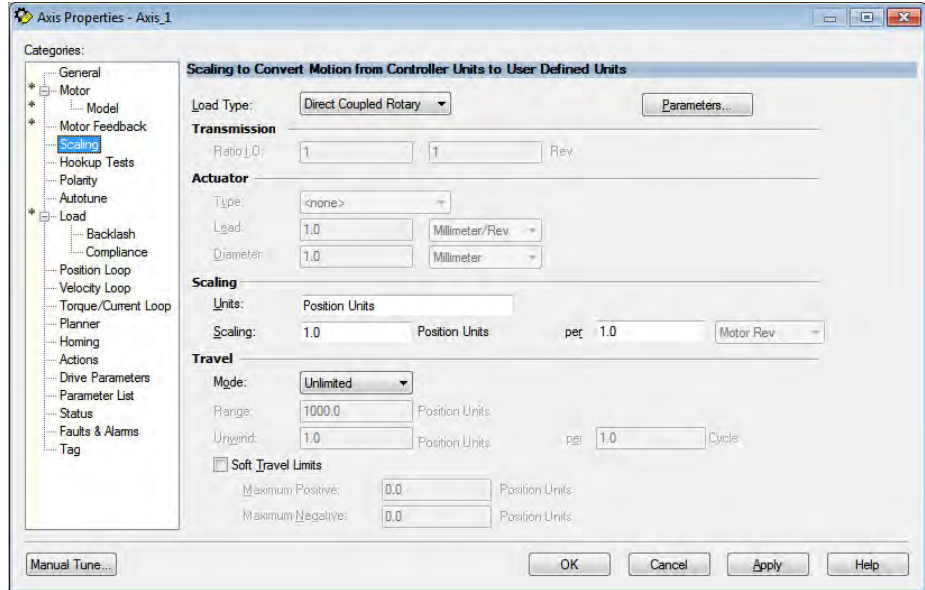 Axis Properties - Axis_1
Categories:
General
* Motor
* Model
* Motor Feedback
Scaling
Hookup Tests
Polarity
Autotune
* Load
Backlash
Compliance
Position Loop
Velocity Loop
Torque/Current Loop
Planner
Homing
Actions
Drive Parameters
Parameter List
Status
Faults & Alarms
Tag
Scaling to Convert Motion from Controller Units to User Defined Units
Load Type: Direct Coupled Rotary Parameters...
Transmission
Ratio I:O: 1 : 1 Rev
Actuator
Type: <none>
Lead: 1.0 Millimeter/Rev
Diameter: 1.0 Millimeter
Scaling
Units: Position Units
Scaling: 1.0 Position Units per 1.0 Motor Rev
Travel
Mode: Unlimited
Range: 1000.0 Position Units
Unwind: 1.0 Position Units per 1.0 Cycle
Soft Travel Limits
Maximum Positive: 0.0 Position Units
Maximum Negative: 0.0 Position Units
Manual Tune... OK Cancel Apply Help